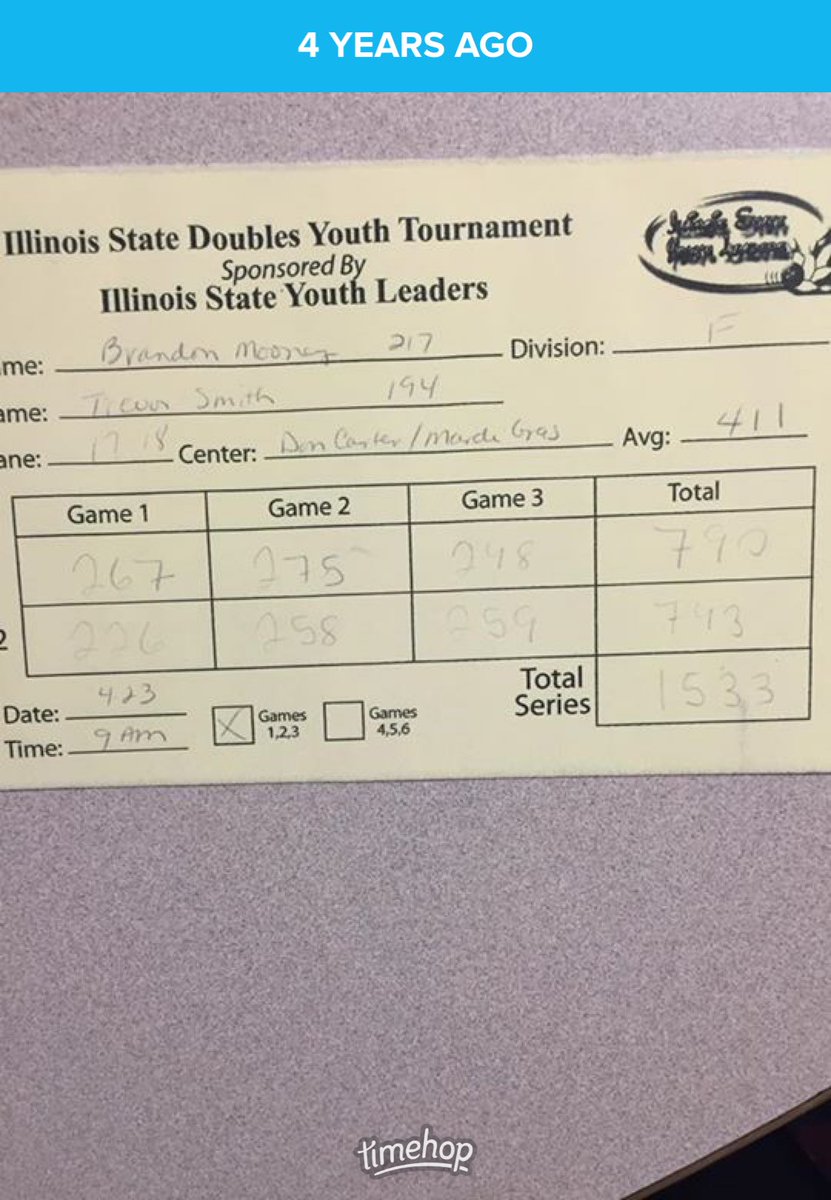 4 YEARS AGO
Illinois State Doubles Youth Tournament
Sponsored By
Illinois State Youth Leaders
me: Brandon Mooney 217 Division: F
ame: Trevor Smith 194
ane: 17 18 Center: Don Carter/Mardi Gras Avg: 411
Game 1 Game 2 Game 3 Total
267 275 248 790
2 226 258 259 743
Total Series 1533
Date: 423
Time: 9 Am
X Games 1,2,3
Games 4,5,6
timehop